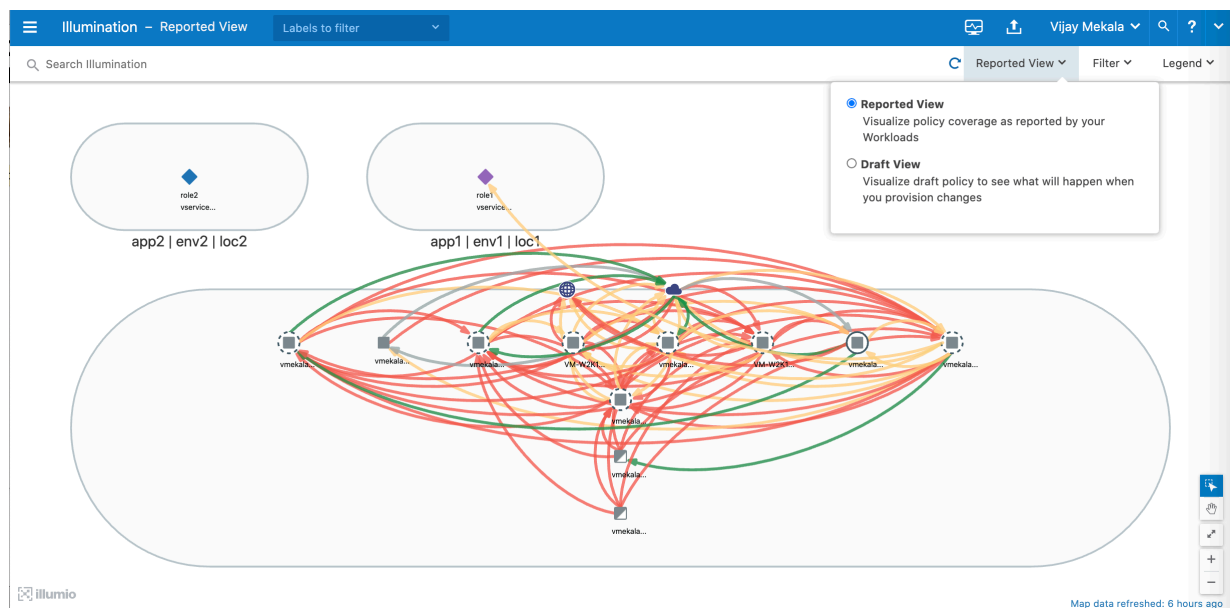 Illumination – Reported View
Labels to filter
Vijay Mekala
?
Search Illumination
Reported View
Filter
Legend
Reported View
Visualize policy coverage as reported by your
Workloads
Draft View
Visualize draft policy to see what will happen when
you provision changes
role2
vservice...
app2 | env2 | loc2
role1
vservice...
app1 | env1 | loc1
vmekala...
vmekala...
vmekala...
VM-W2K1...
vmekala...
VM-W2K1...
vmekala...
vmekala...
vmekala...
vmekala...
vmekala...
+
−
illumio
Map data refreshed: 6 hours ago